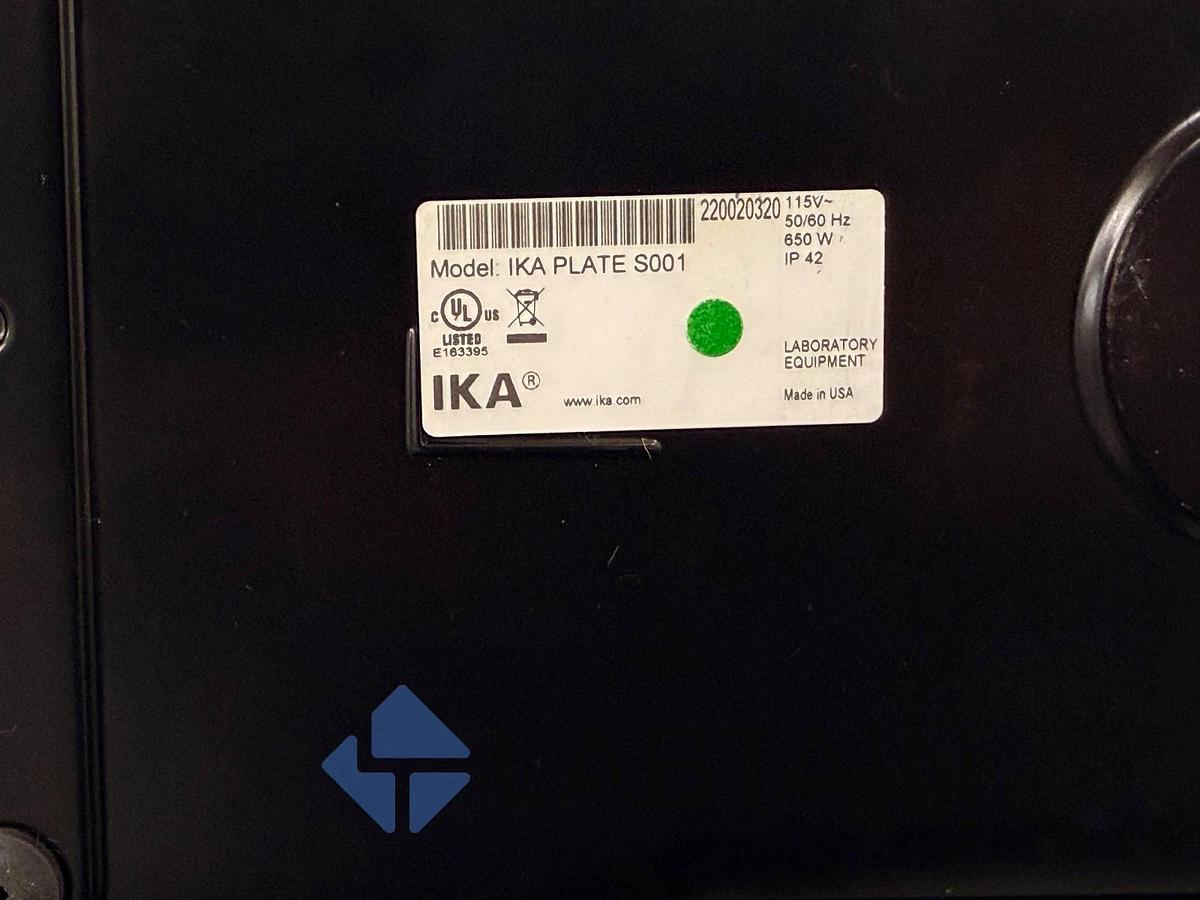 220020320
115V~
50/60 Hz
650 W
IP 42
Model: IKA PLATE S001
C UL US
LISTED
E163395
LABORATORY
EQUIPMENT
IKA®
www.ika.com
Made in USA